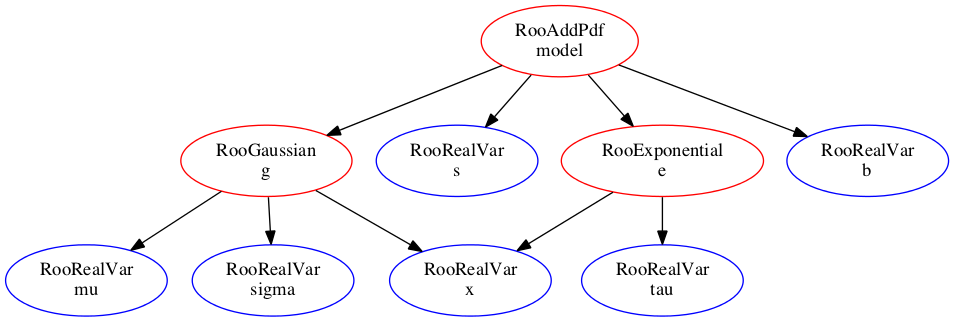 RooAddPdf
model
RooGaussian
g
RooRealVar
s
RooExponential
e
RooRealVar
b
RooRealVar
mu
RooRealVar
sigma
RooRealVar
x
RooRealVar
tau